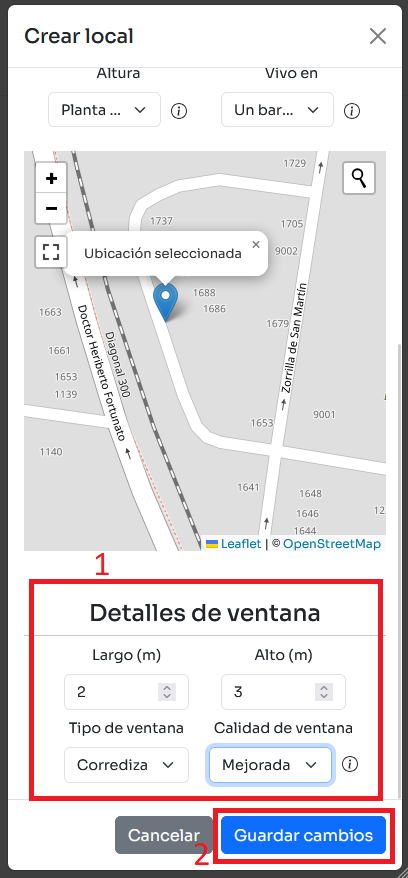 Crear local
Altura
Vivo en
Planta ...
Un bar...
+
−
1729
1737
1705
9002
Ubicación seleccionada ×
1688
1686
1663
1679
1661
1653
1139
Doctor Heriberto Fortunato
Diagonal 300
Zorrilla de San Martín
9001
1653
1140
1641
1648
1646
1644
12
Leaflet | © OpenStreetMap
1
Detalles de ventana
Largo (m)
Alto (m)
2
3
Tipo de ventana
Calidad de ventana
Corrediza
Mejorada
Cancelar
2
Guardar cambios